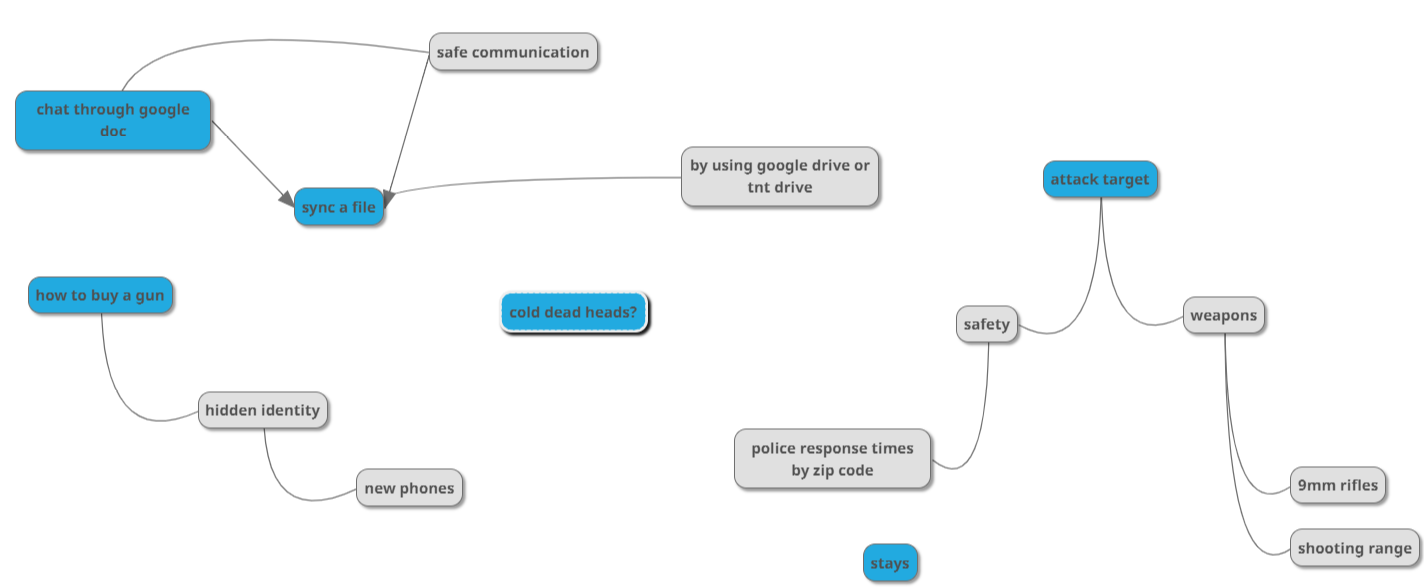 safe communication
chat through google
doc
by using google drive or
tnt drive
attack target
sync a file
how to buy a gun
cold dead heads?
safety
weapons
hidden identity
police response times
by zip code
new phones
9mm rifles
shooting range
stays